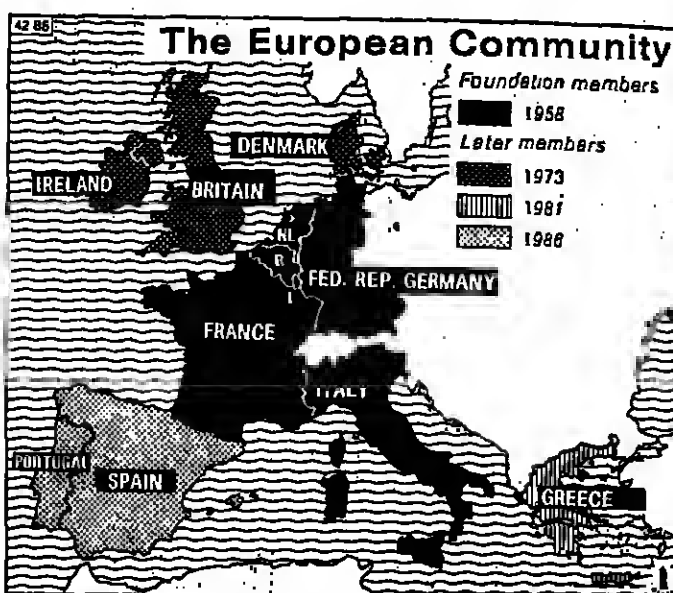 42 86
The European Community
Foundation members
1958
Later members
1973
1981
1986
DENMARK
IRELAND
BRITAIN
NL
B
L
FED. REP. GERMANY
FRANCE
ITALY
PORTUGAL
SPAIN
GREECE